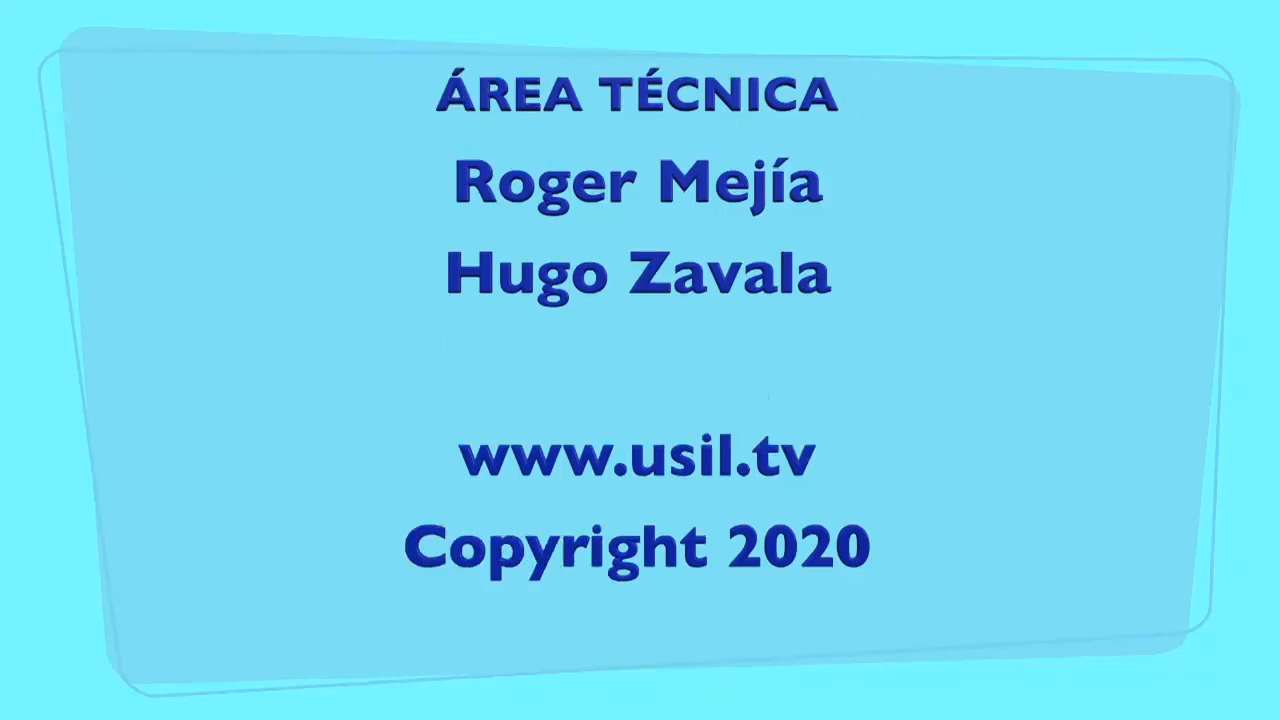 ÁREA TÉCNICA
Roger Mejía
Hugo Zavala
www.usil.tv
Copyright 2020